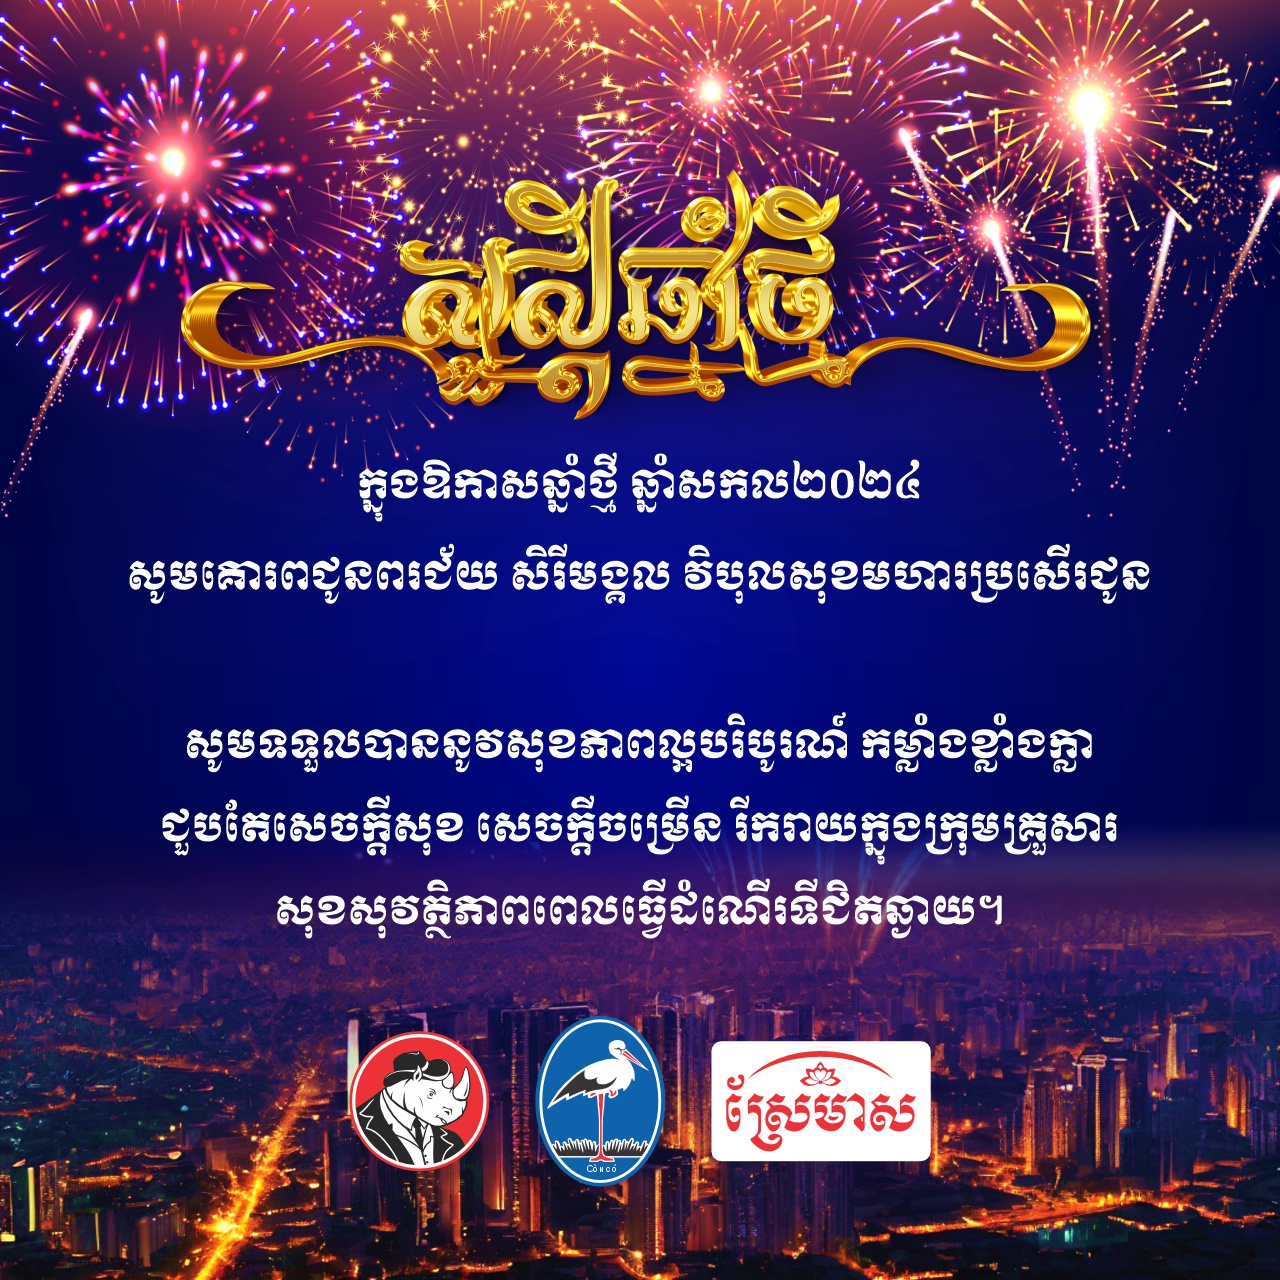 សួស្តីឆ្នាំថ្មី
ក្នុងឱកាសឆ្នាំថ្មី ឆ្នាំសកល២០២៤
សូមគោរពជូនពរជ័យ សិរីមង្គល វិបុលសុខមហារប្រសើរជូន
សូមទទួលបាននូវសុខភាពល្អបរិបូរណ៍ កម្លាំងខ្លាំងក្លា
ជួបតែសេចក្តីសុខ សេចក្តីចម្រើន រីករាយក្នុងក្រុមគ្រួសារ
សុខសុវត្ថិភាពពេលធ្វើដំណើរទីជិតឆ្ងាយ។
Còn có
ស្រែមាស